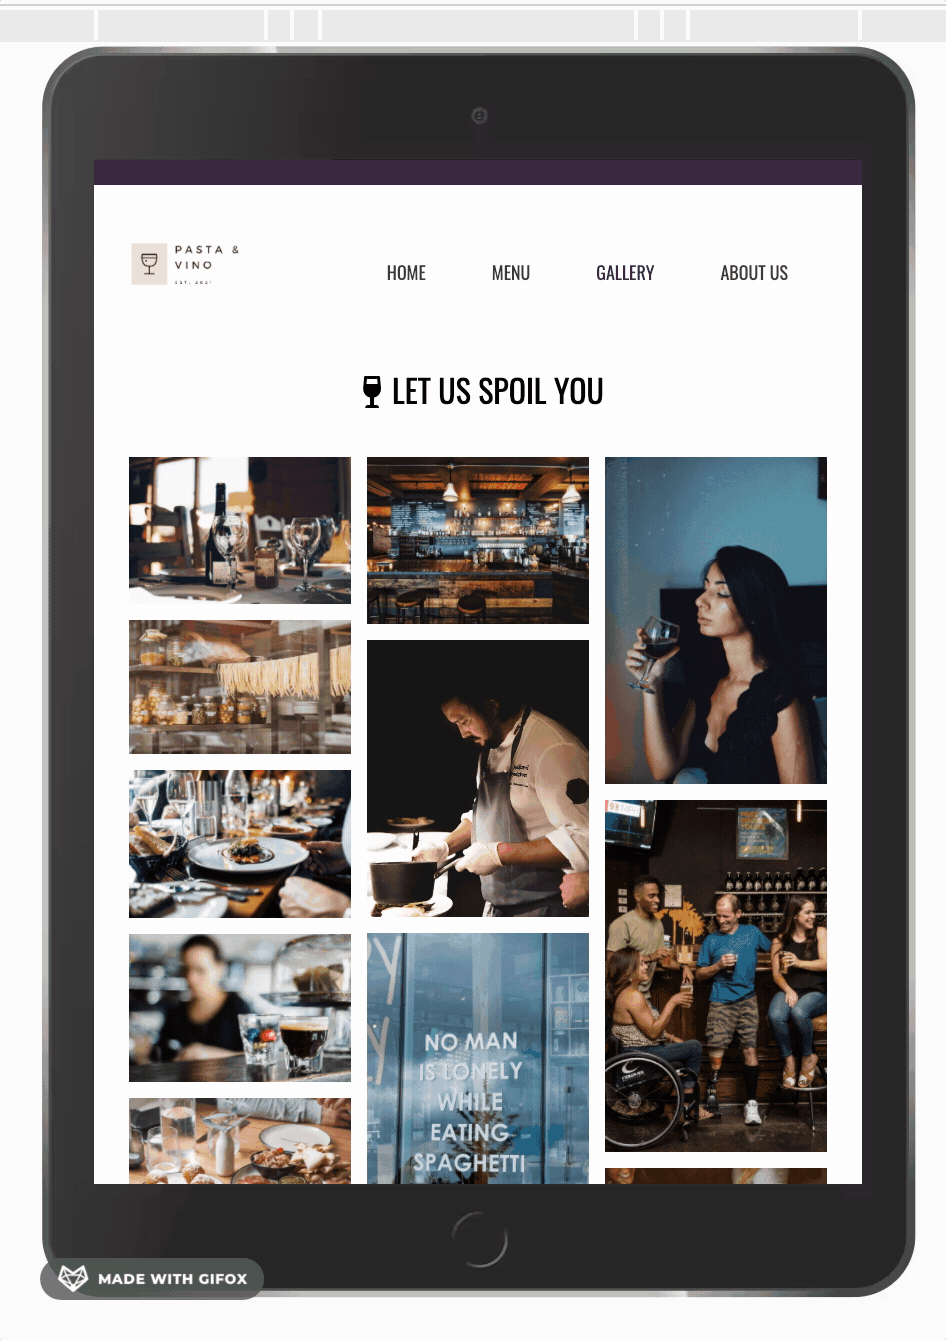 PASTA &
VINO
EST. 2021
HOME MENU GALLERY ABOUT US
LET US SPOIL YOU
93
NO MAN
IS LONELY
WHILE
EATING
SPAGHETTI
MADE WITH GIFOX